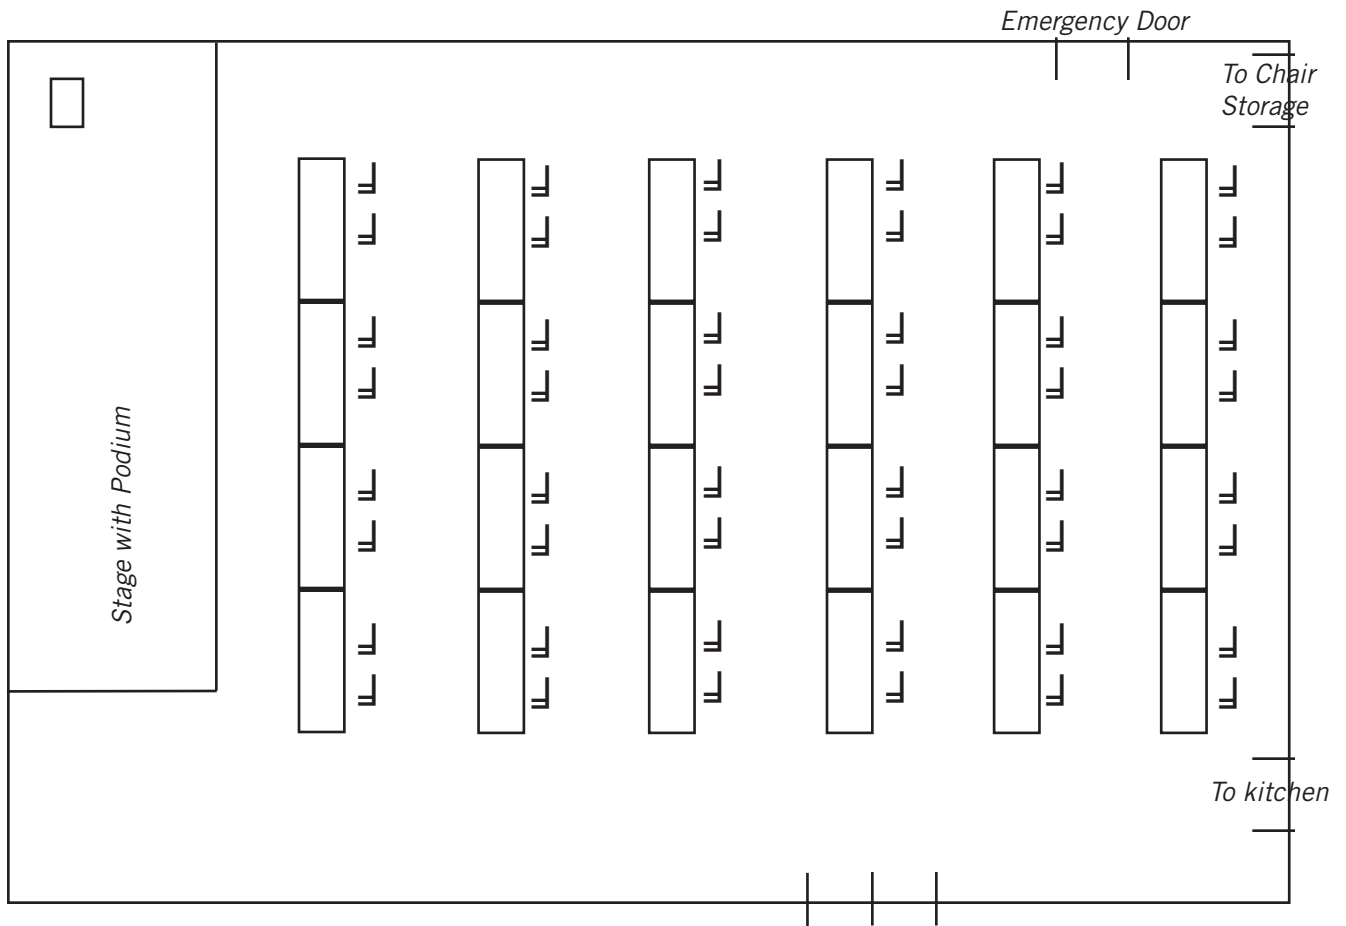 Emergency Door
To Chair
Storage
Stage with Podium
To kitchen